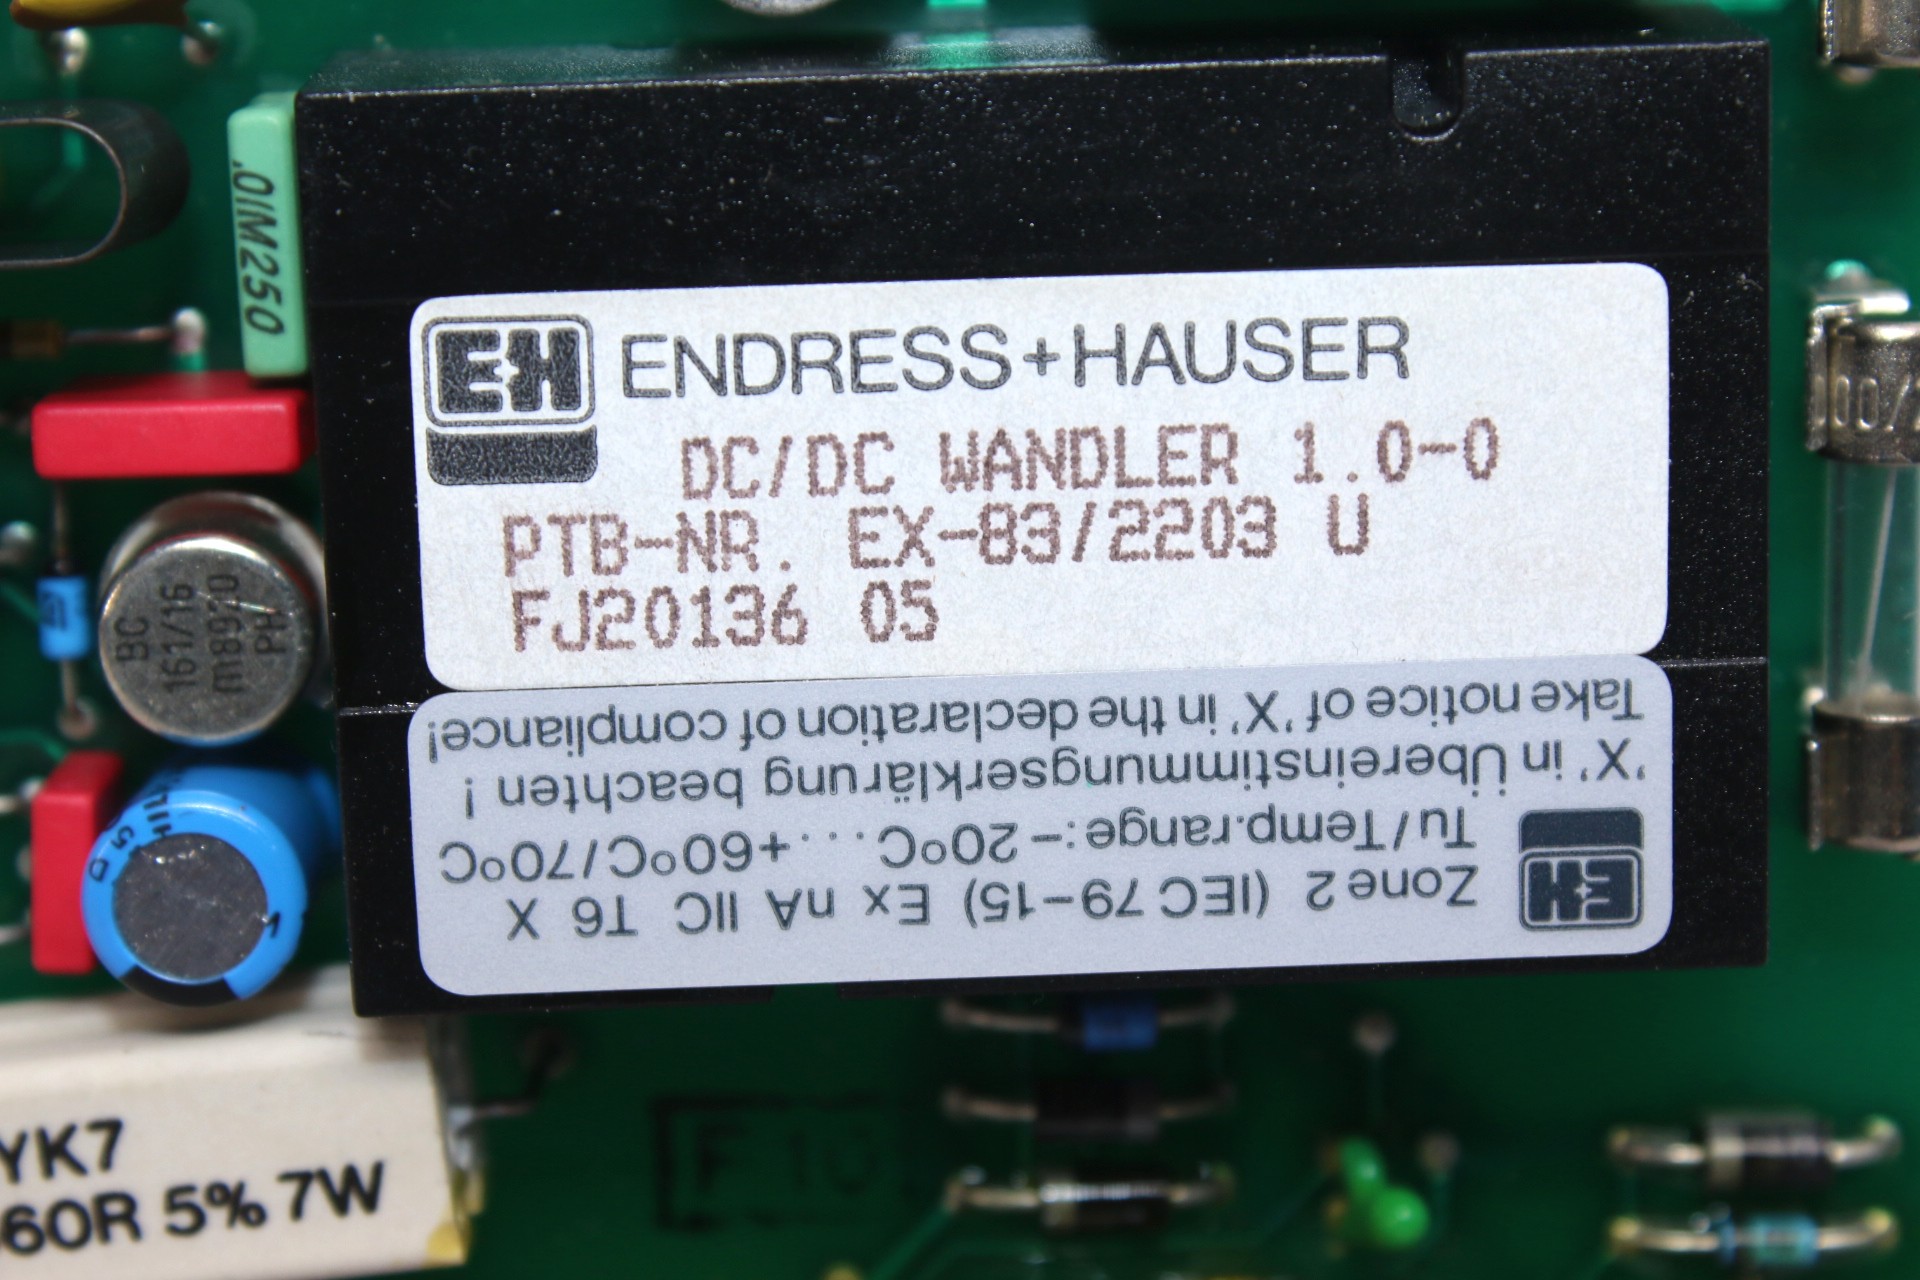 .01M250
E+H ENDRESS+HAUSER
DC/DC WANDLER 1.0-0
PTB-NR. EX-83/2203 U
FJ20136 05
E+H
Zone 2 (IEC 79-15) Ex nA IIC T6 X
Tu/Temp.range:-20°C...+60°C/70°C
'X' in Übereinstimmungserklärung beachten !
Take notice of 'X' in the declaration of compliance!
BC
161/16
m8920
PH
YK7
60R 5% 7W